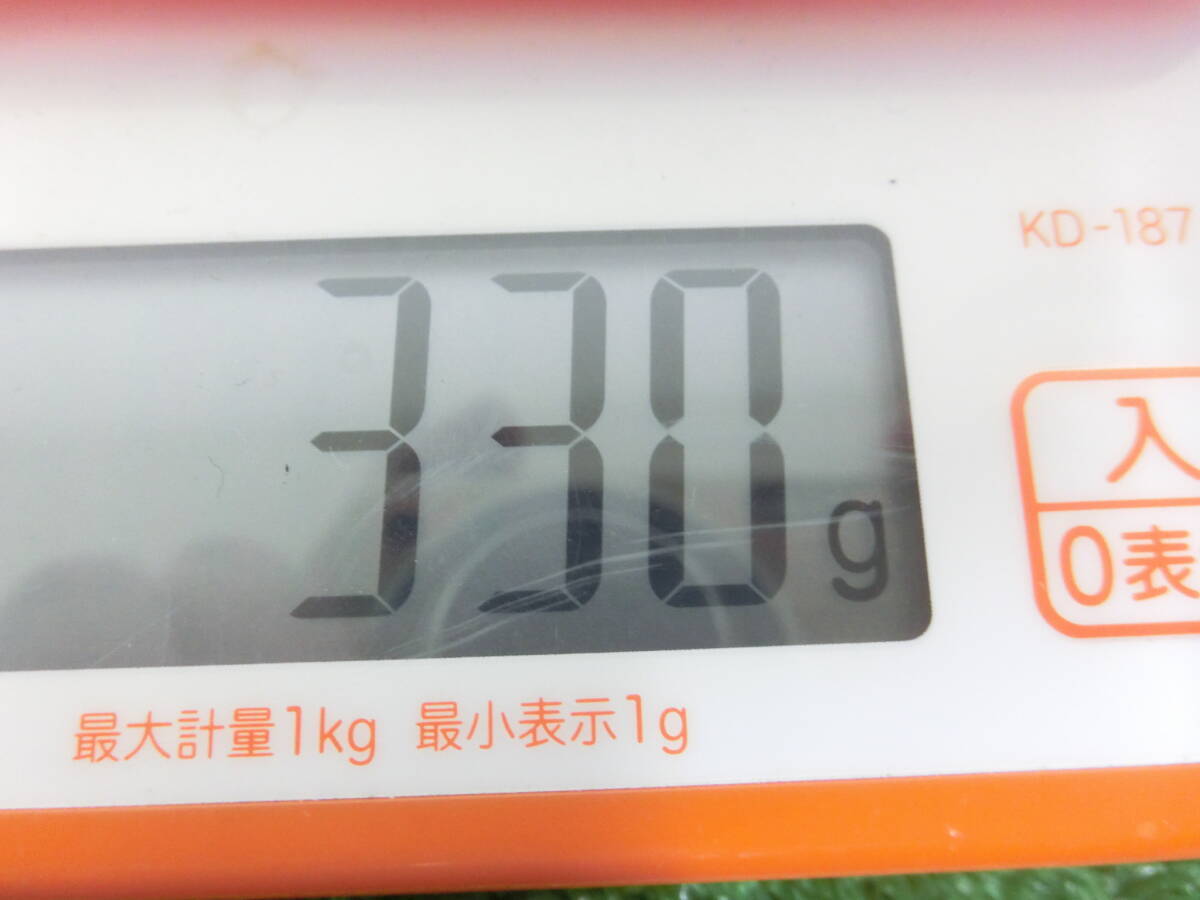 KD-187
330g
入
0表
最大計量1kg 最小表示1g